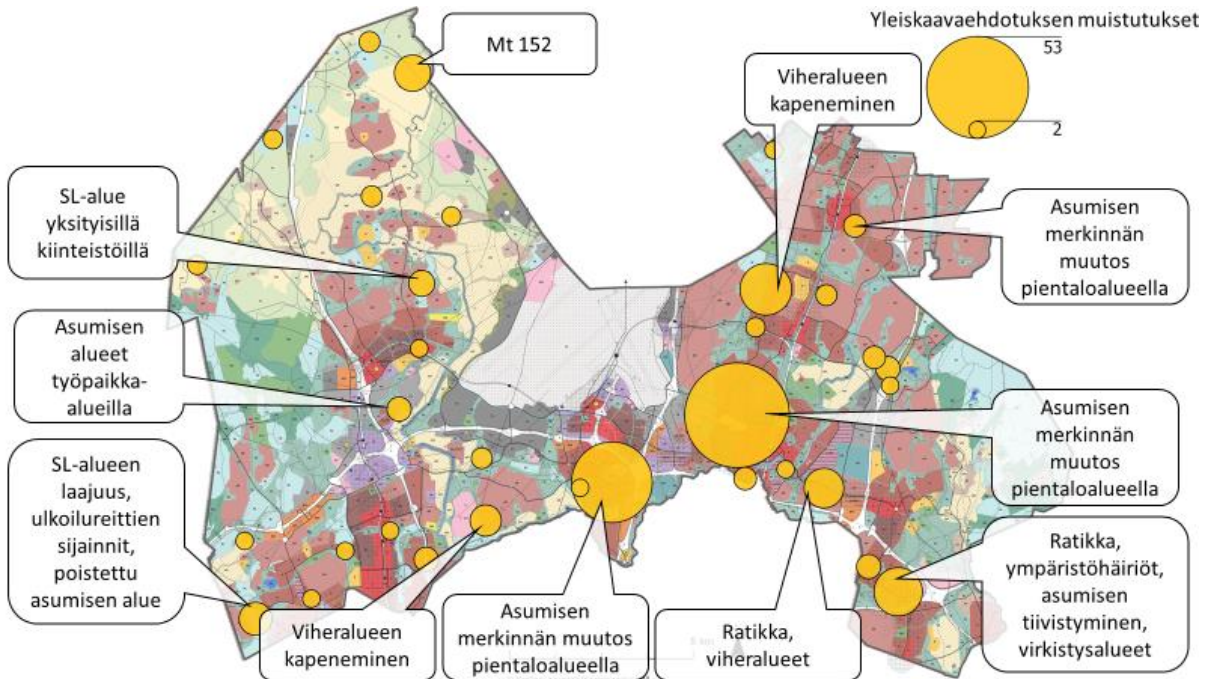 Yleiskaavaehdotuksen muistutukset
53
2
Mt 152
Viheralueen
kapeneminen
SL-alue
yksityisillä
kiinteistöillä
Asumisen
merkinnän
muutos
pientaloalueella
Asumisen
alueet
työpaikka-
alueilla
Asumisen
merkinnän
muutos
pientaloalueella
SL-alueen
laajuus,
ulkoilureittien
sijainnit,
poistettu
asumisen alue
Ratikka,
ympäristöhäiriöt,
asumisen
tiivistyminen,
virkistysalueet
Viheralueen
kapeneminen
Asumisen
merkinnän muutos
pientaloalueella
Ratikka,
viheralueet
5 km